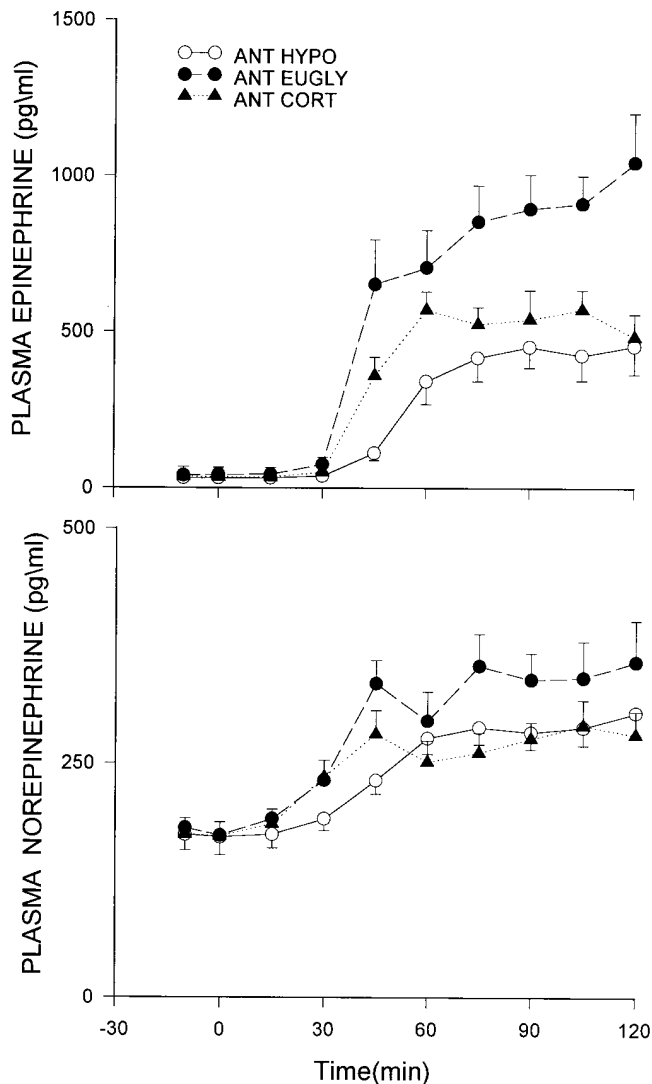 1500
ANT HYPO
ANT EUGLY
ANT CORT
1000
500
0
PLASMA EPINEPHRINE (pg\ml)
500
250
0
PLASMA NOREPINEPHRINE (pg\ml)
-30 0 30 60 90 120
Time(min)